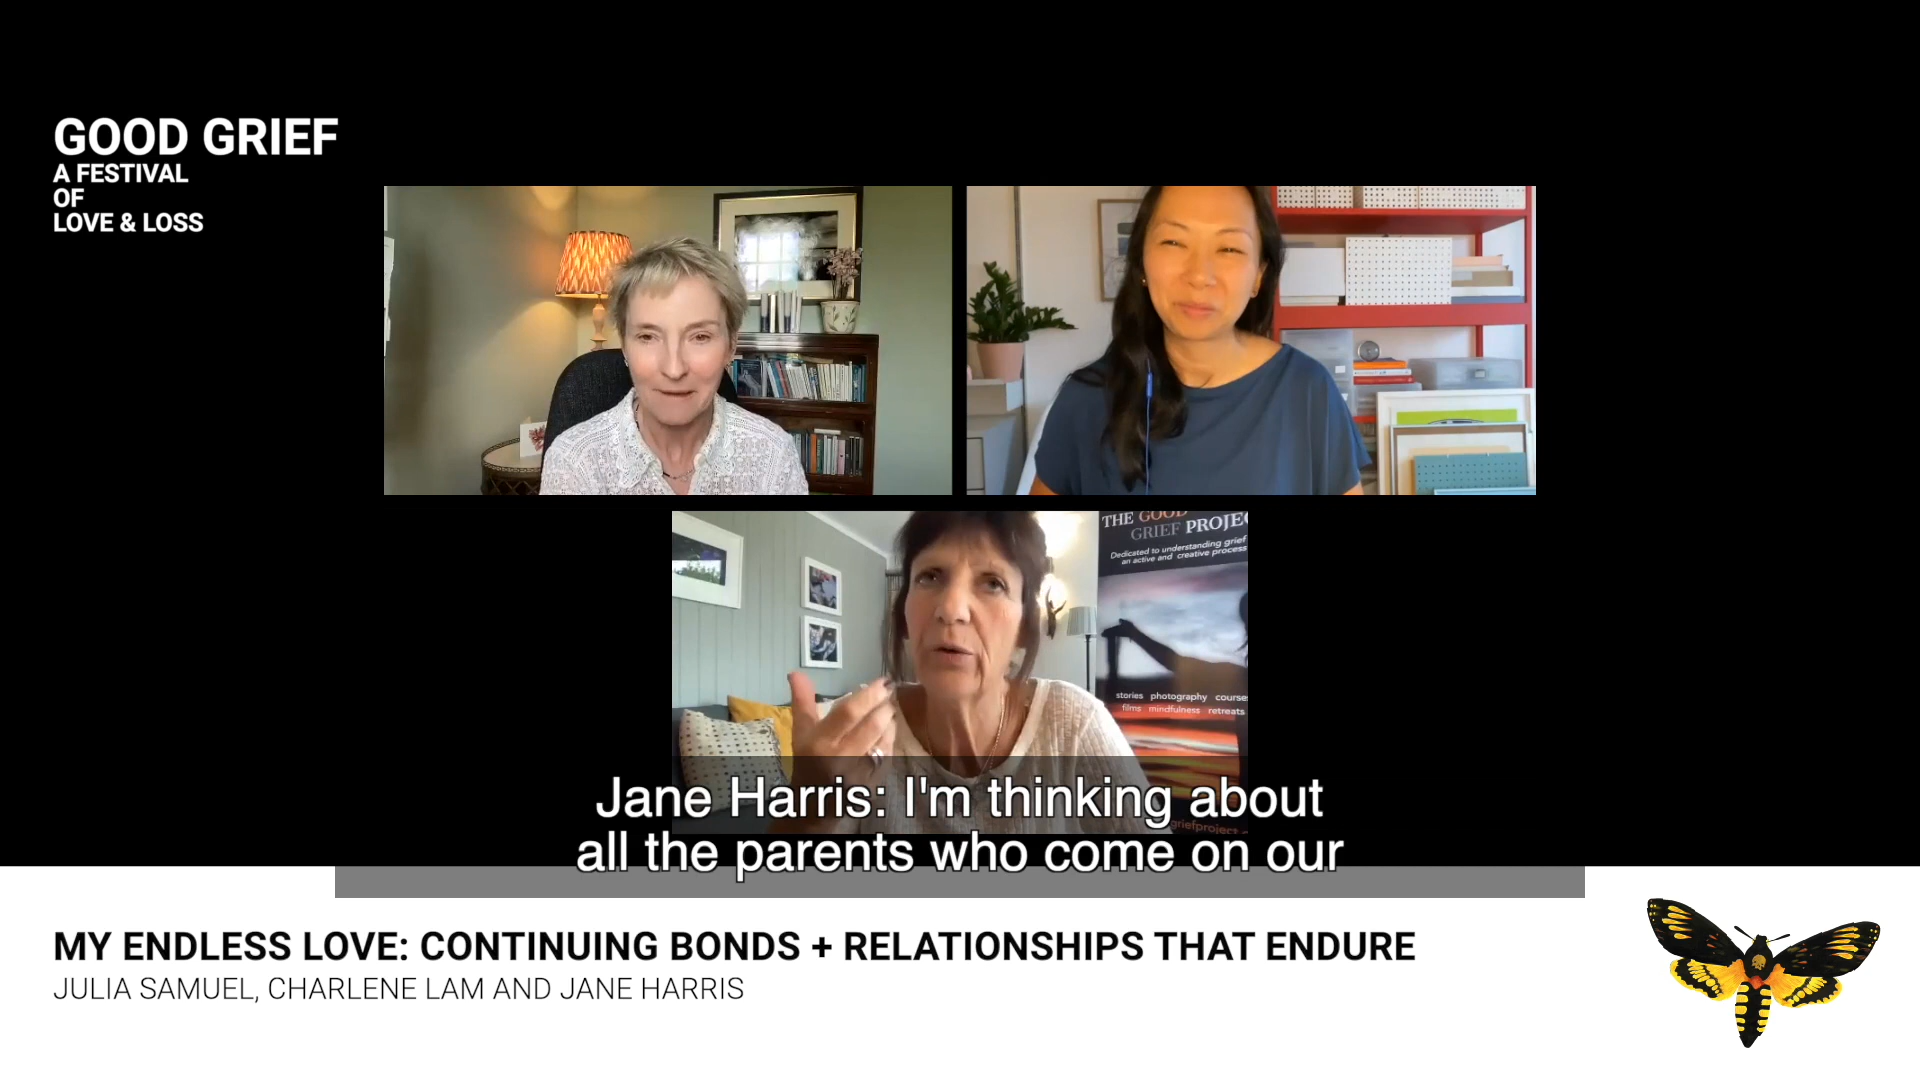 GOOD GRIEF
A FESTIVAL
OF
LOVE & LOSS
THE GOOD
GRIEF PROJEC
Dedicated to understanding grief
an active and creative process
stories photography course
films mindfulness retreats
griefproject
Jane Harris: I'm thinking about
all the parents who come on our
MY ENDLESS LOVE: CONTINUING BONDS + RELATIONSHIPS THAT ENDURE
JULIA SAMUEL, CHARLENE LAM AND JANE HARRIS